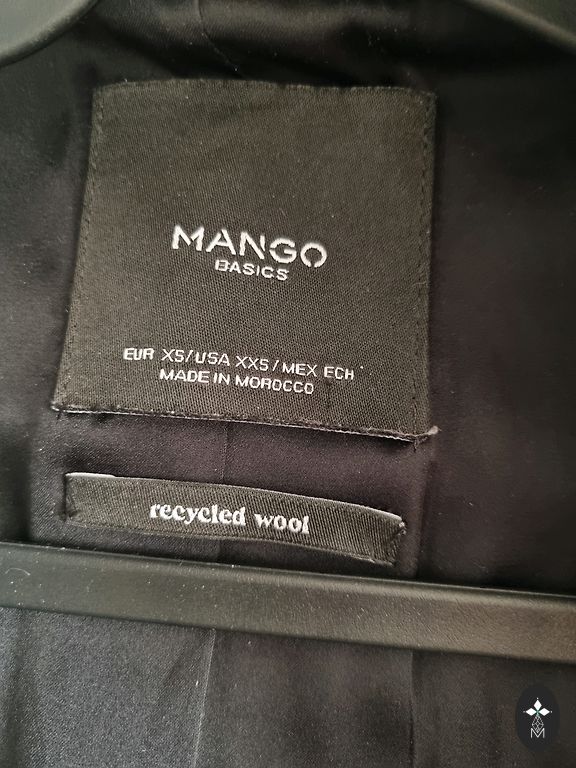 MANGO
BASICS
EUR XS/USA XXS/MEX ECH
MADE IN MOROCCO
recycled wool
M